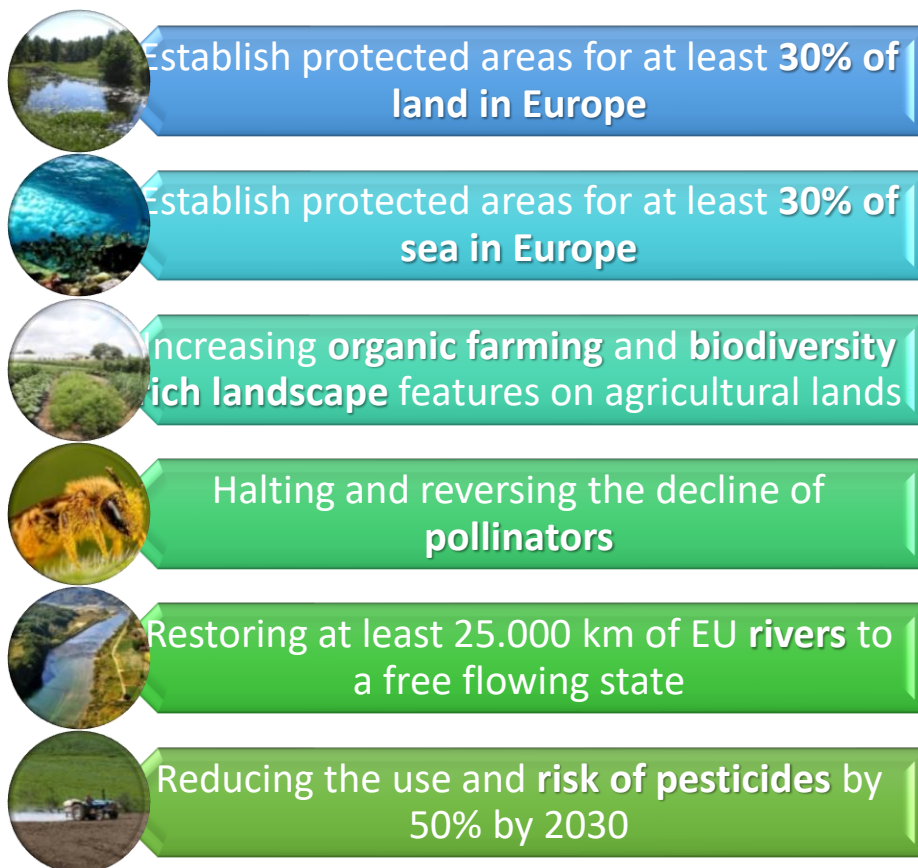 Establish protected areas for at least 30% of
land in Europe
Establish protected areas for at least 30% of
sea in Europe
Increasing organic farming and biodiversity
rich landscape features on agricultural lands
Halting and reversing the decline of
pollinators
Restoring at least 25.000 km of EU rivers to
a free flowing state
Reducing the use and risk of pesticides by
50% by 2030